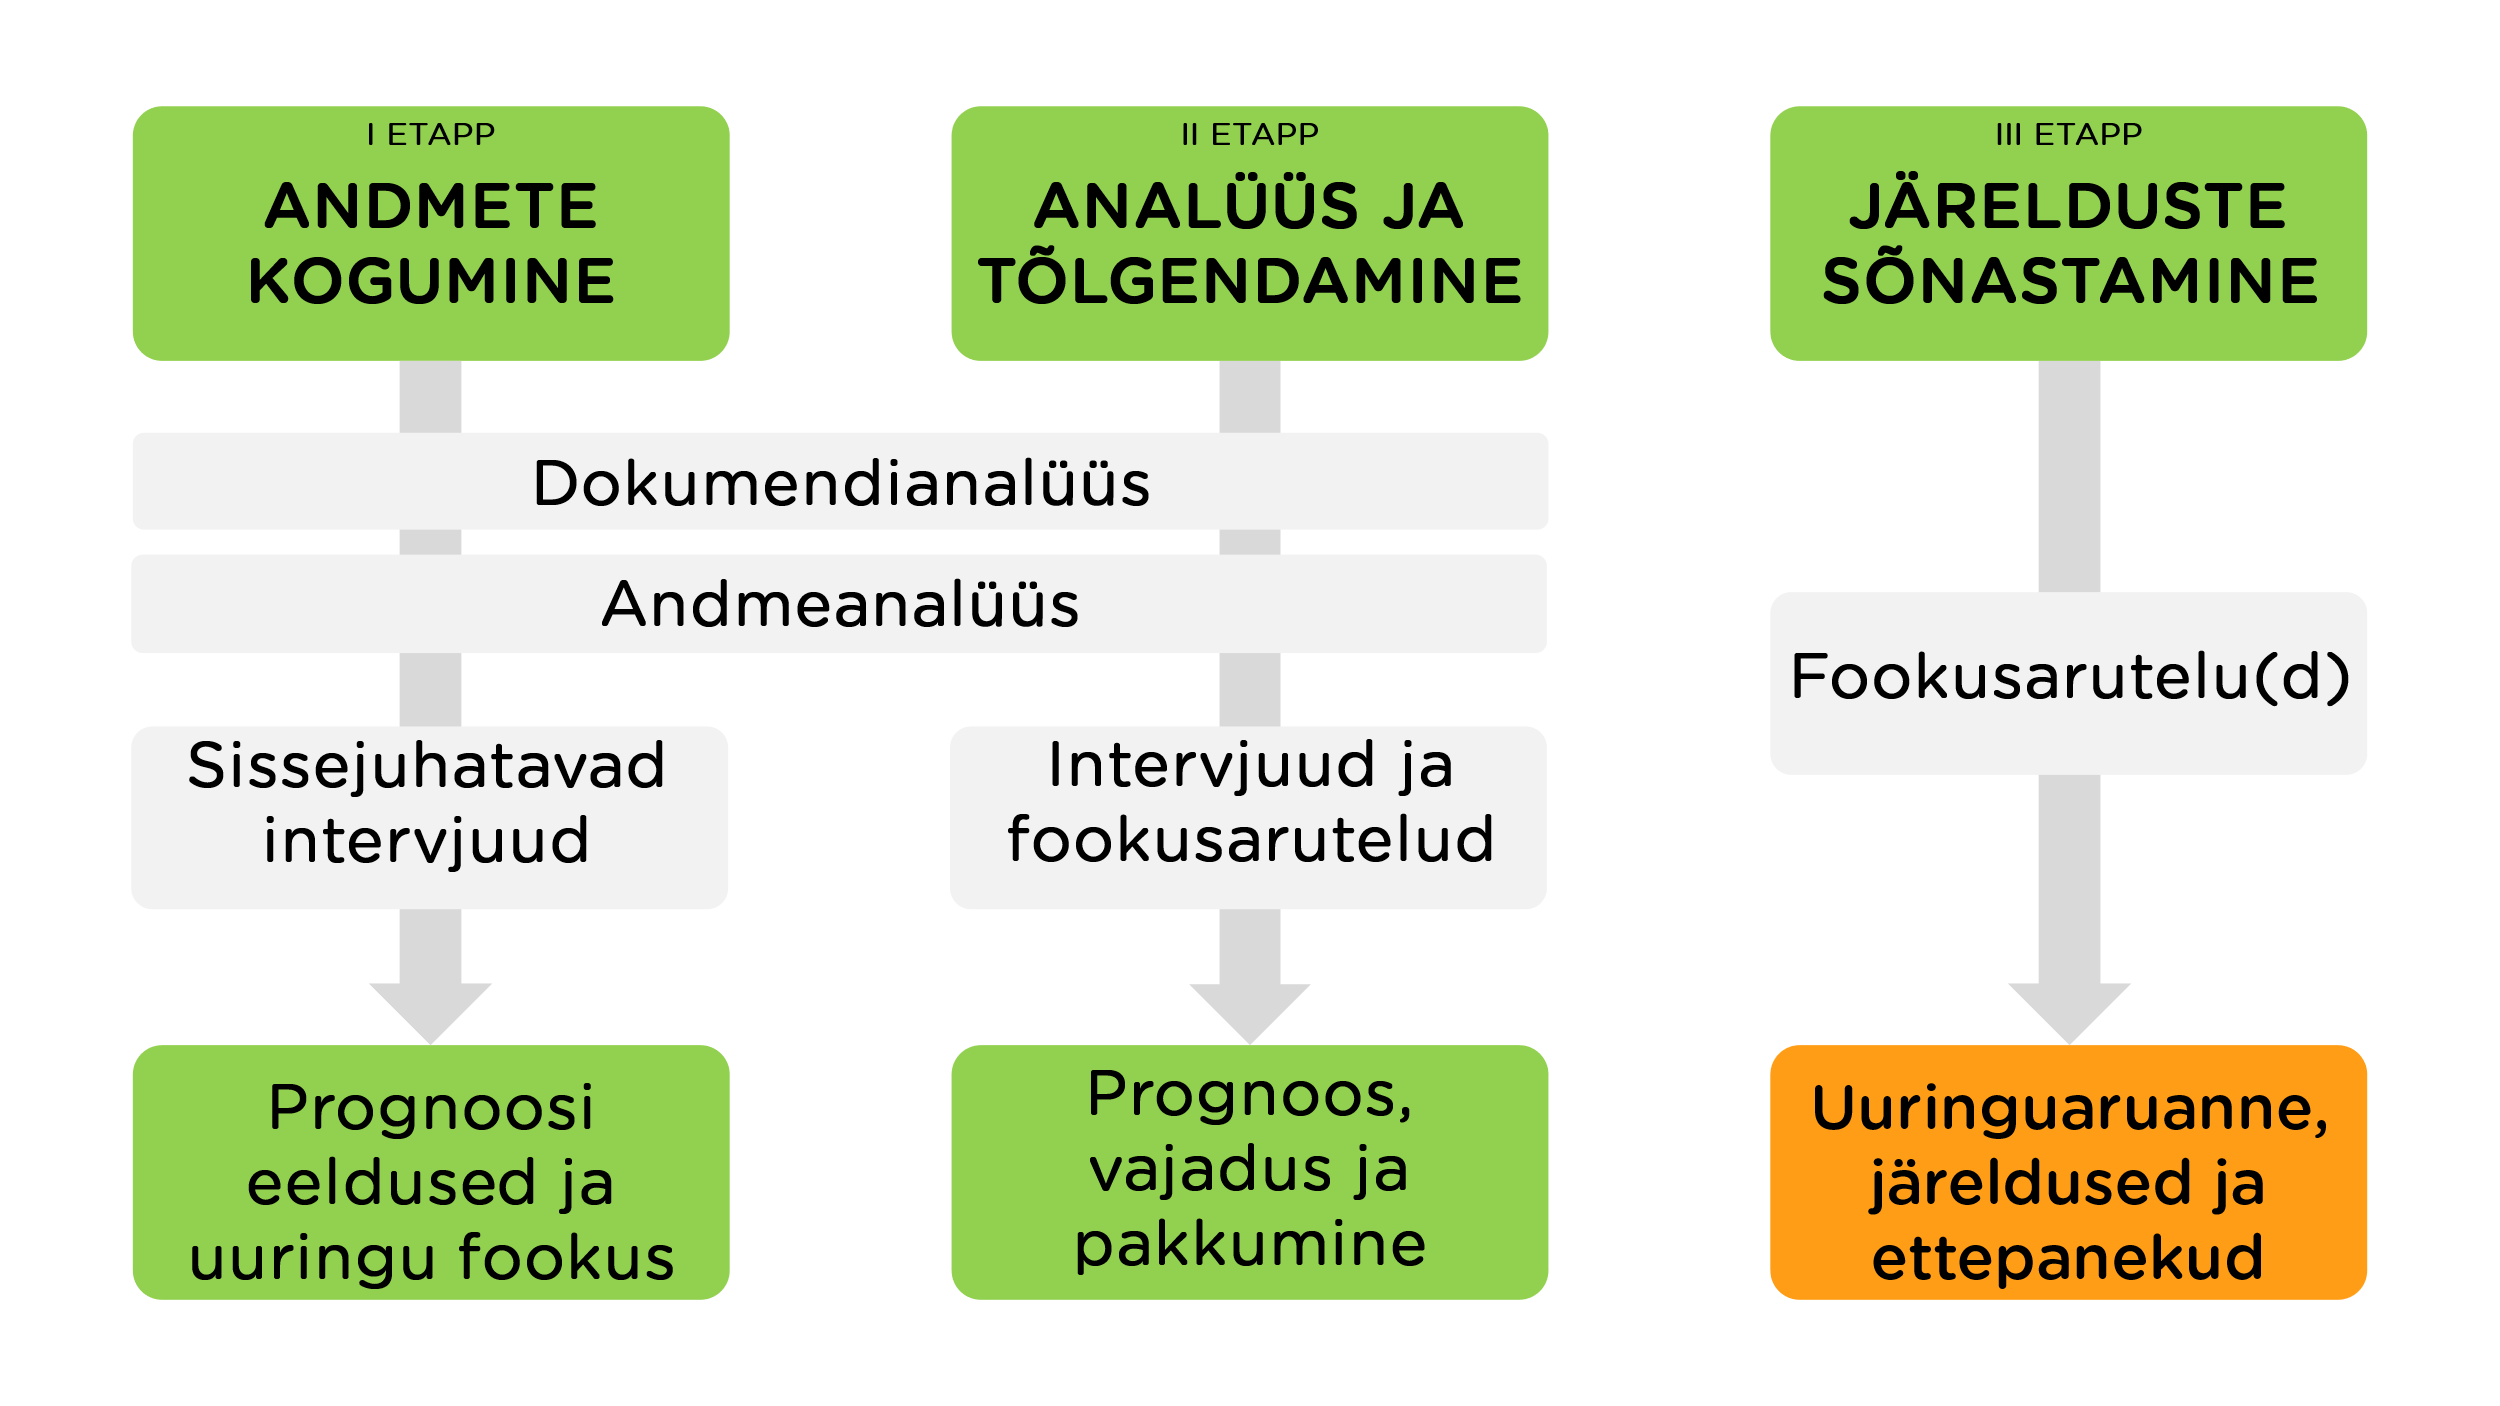 I ETAPP
ANDMETE
KOGUMINE
II ETAPP
ANALÜÜS JA
TÕLGENDAMINE
III ETAPP
JÄRELDUSTE
SÕNASTAMINE
Dokumendianalüüs
Andmeanalüüs
Sissejuhatavad
intervjuud
Intervjuud ja
fookusarutelud
Fookusarutelu(d)
Prognoosi
eeldused ja
uuringu fookus
Prognoos,
vajadus ja
pakkumine
Uuringuaruanne,
järeldused ja
ettepanekud